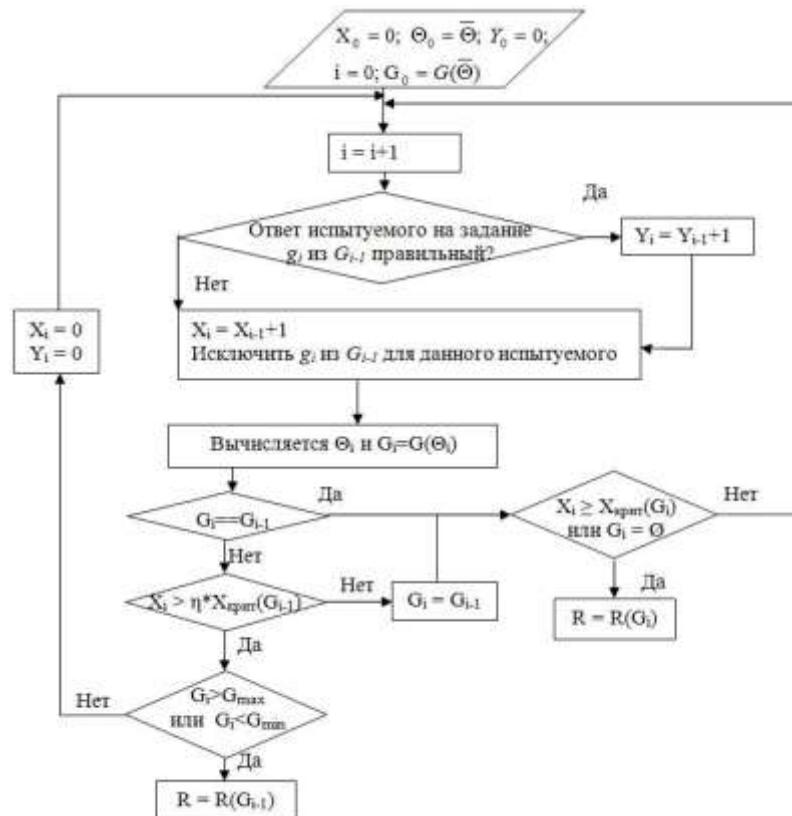 X₀ = 0; Θ₀ = Θ̅; Y₀ = 0;
i = 0; G₀ = G(Θ̅)
i = i+1
Да
Ответ испытуемого на задание
gᵢ из Gᵢ₋₁ правильный?
Yᵢ = Yᵢ₋₁+1
Нет
Xᵢ = 0
Yᵢ = 0
Xᵢ = Xᵢ₋₁+1
Исключить gᵢ из Gᵢ₋₁ для данного испытуемого
Вычисляется Θᵢ и Gᵢ=G(Θᵢ)
Да
Gᵢ==Gᵢ₋₁
Xᵢ ≥ Xкрит(Gᵢ)
или Gᵢ = Ø
Нет
Нет
Xᵢ > η*Xкрит(Gᵢ₋₁)
Нет
Gᵢ = Gᵢ₋₁
Да
R = R(Gᵢ)
Да
Нет
Gᵢ>Gmax
или Gᵢ<Gmin
Да
R = R(Gᵢ₋₁)